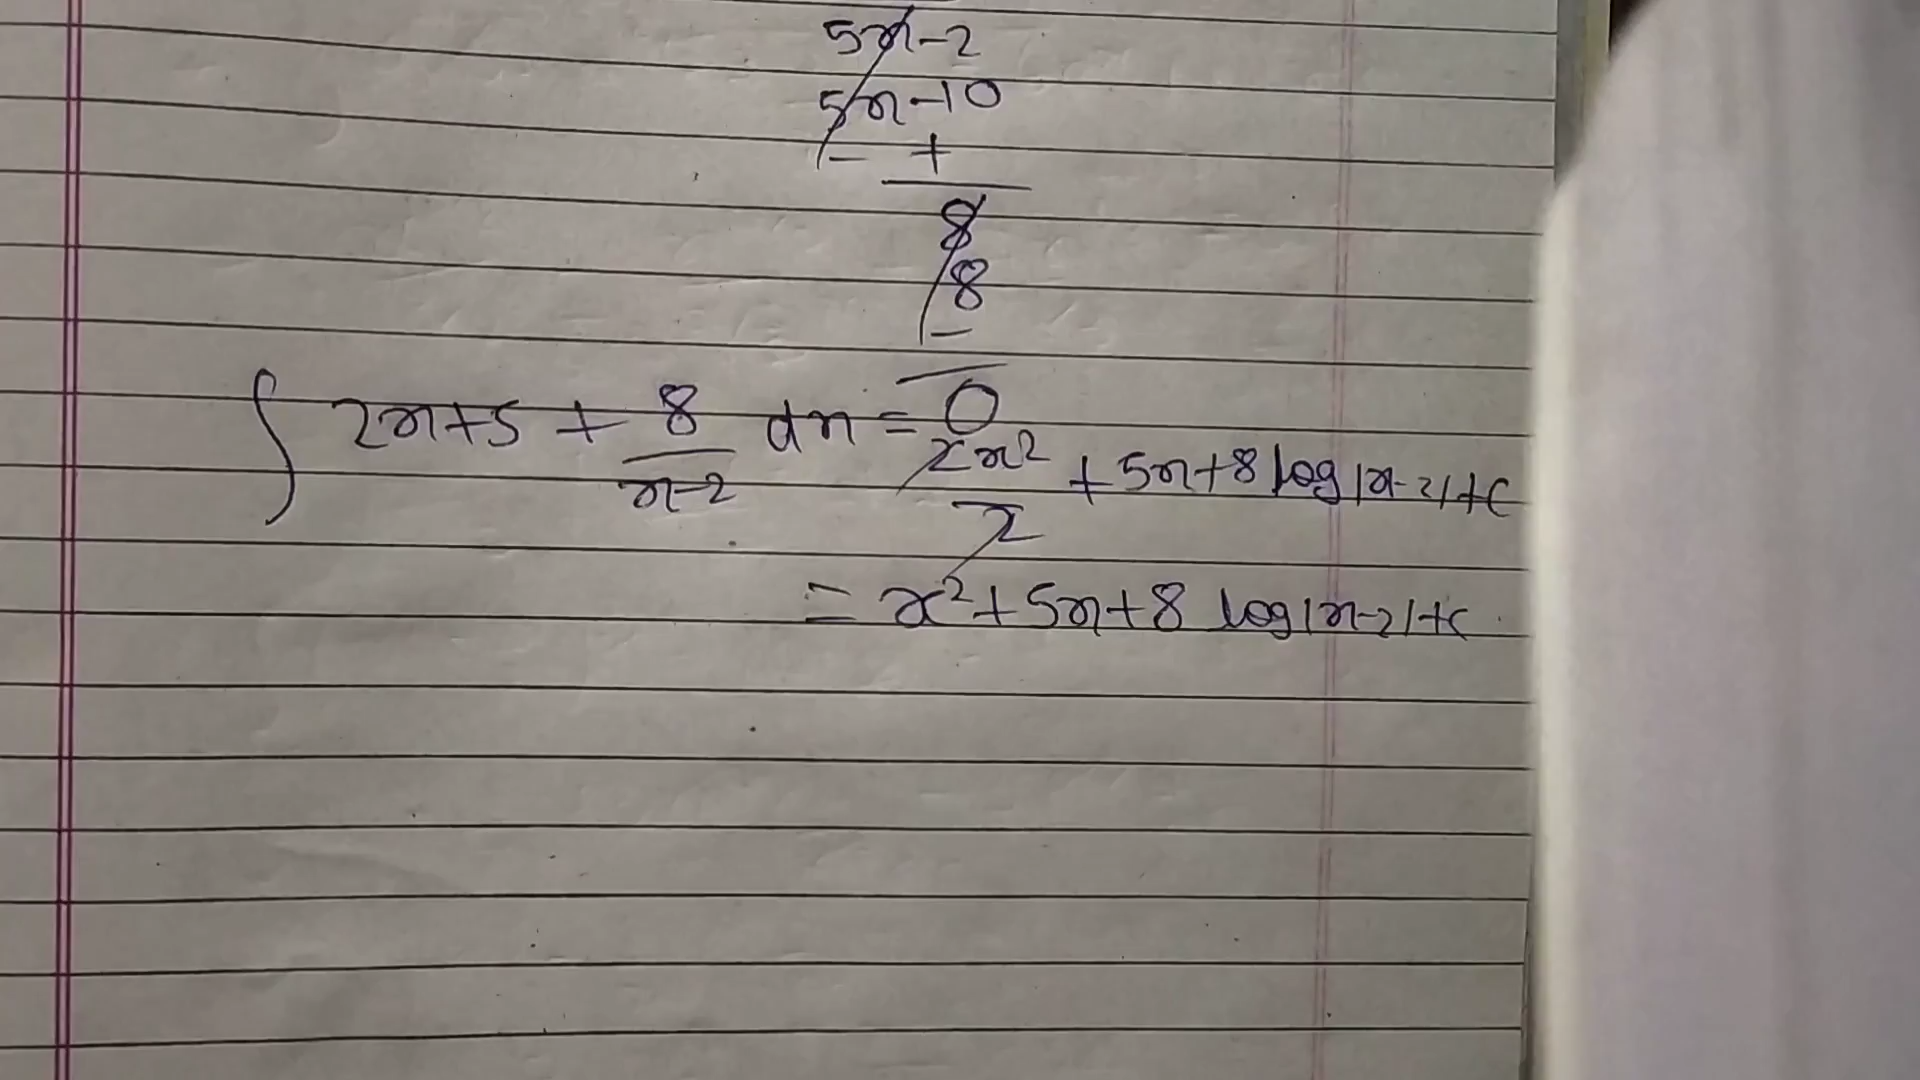 5x-2
5x-10
- +
8
8
-
0
∫ 2x+5 + 8/x-2 dx = 2x²/2 + 5x+8 log|x-2|+c
= x²+5x+8 log|x-2|+c